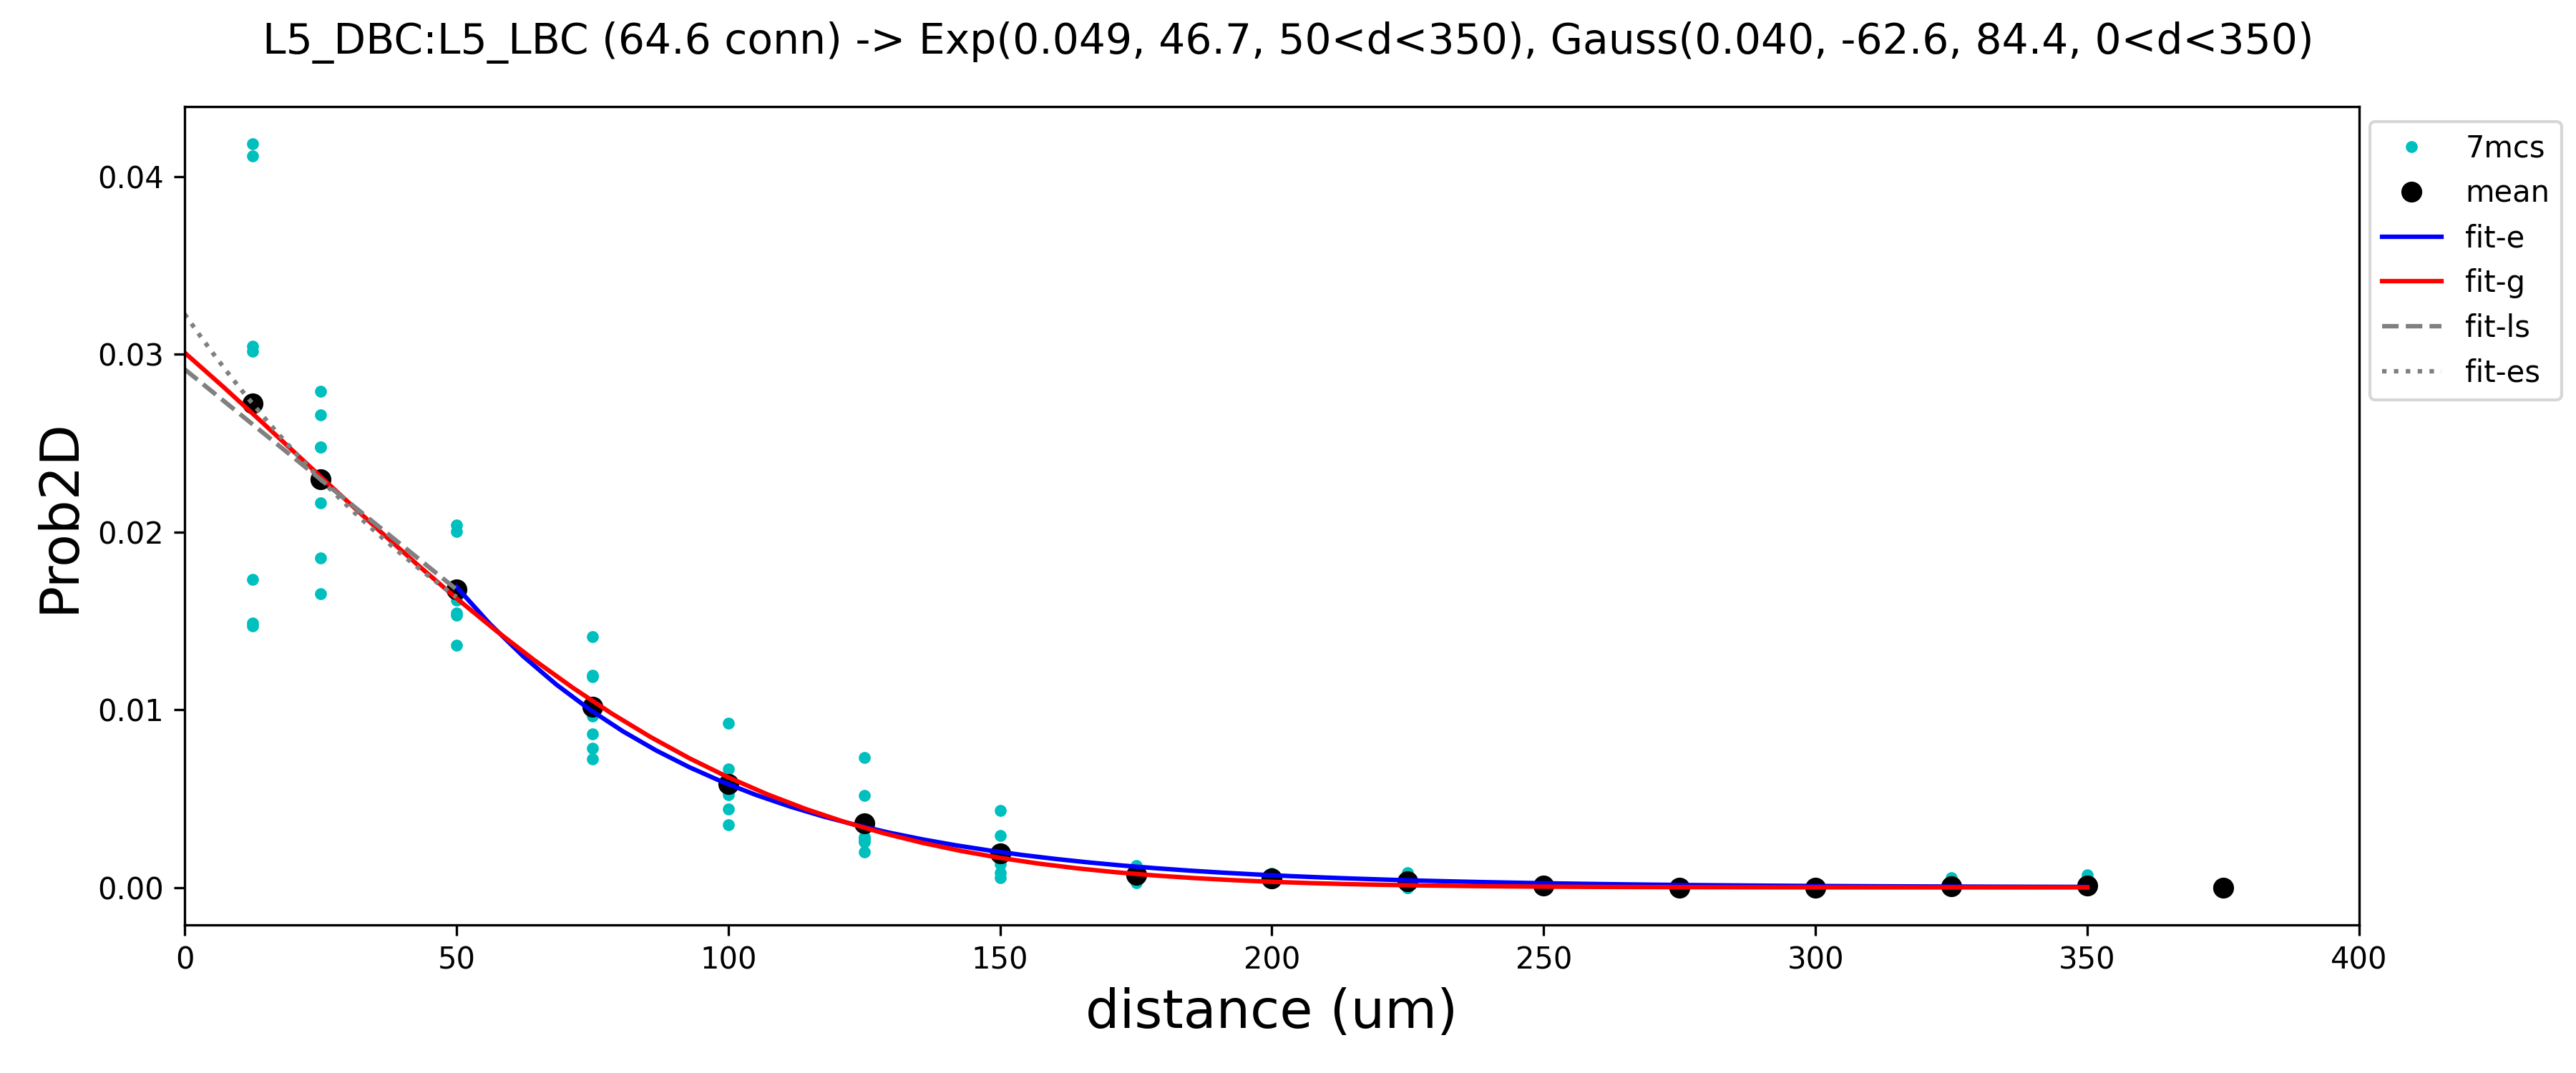 L5_DBC:L5_LBC (64.6 conn) -> Exp(0.049, 46.7, 50<d<350), Gauss(0.040, -62.6, 84.4, 0<d<350)
7mcs
mean
fit-e
fit-g
fit-ls
fit-es
0.04
0.03
0.02
0.01
0.00
Prob2D
0 50 100 150 200 250 300 350 400
distance (um)